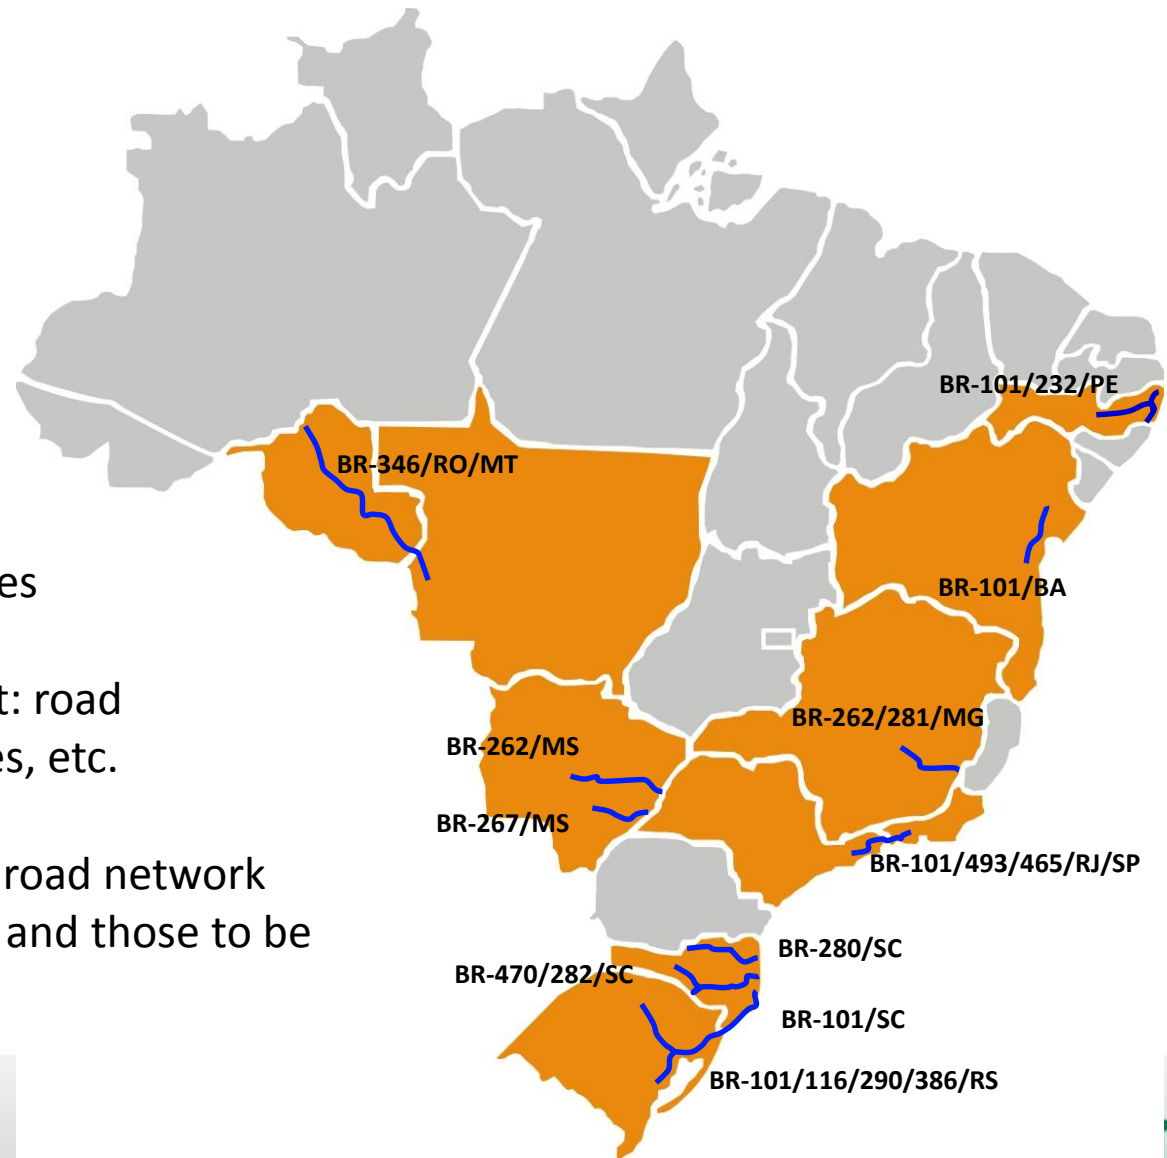 BR-101/232/PE
BR-346/RO/MT
es
BR-101/BA
t: road
BR-262/281/MG
BR-262/MS
es, etc.
BR-267/MS
BR-101/493/465/RJ/SP
road network
and those to be
BR-280/SC
BR-470/282/SC
BR-101/SC
BR-101/116/290/386/RS